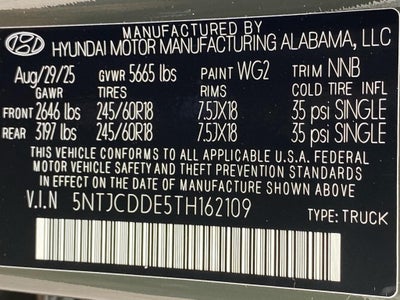 MANUFACTURED BY
HYUNDAI MOTOR MANUFACTURING ALABAMA, LLC
Aug/29/25 GVWR 5665 lbs PAINT WG2 TRIM NNB
GAWR TIRES RIMS COLD TIRE INFL
FRONT 2646 lbs 245/60R18 7.5JX18 35 psi SINGLE
REAR 3197 lbs 245/60R18 7.5JX18 35 psi SINGLE
THIS VEHICLE CONFORMS TO ALL APPLICABLE U.S.A. FEDERAL
MOTOR VEHICLE SAFETY AND THEFT PREVENTION STANDARDS
IN EFFECT ON THE DATE OF MANUFACTURE SHOWN ABOVE.
V.I.N 5NTJCDDE5TH162109
TYPE: TRUCK